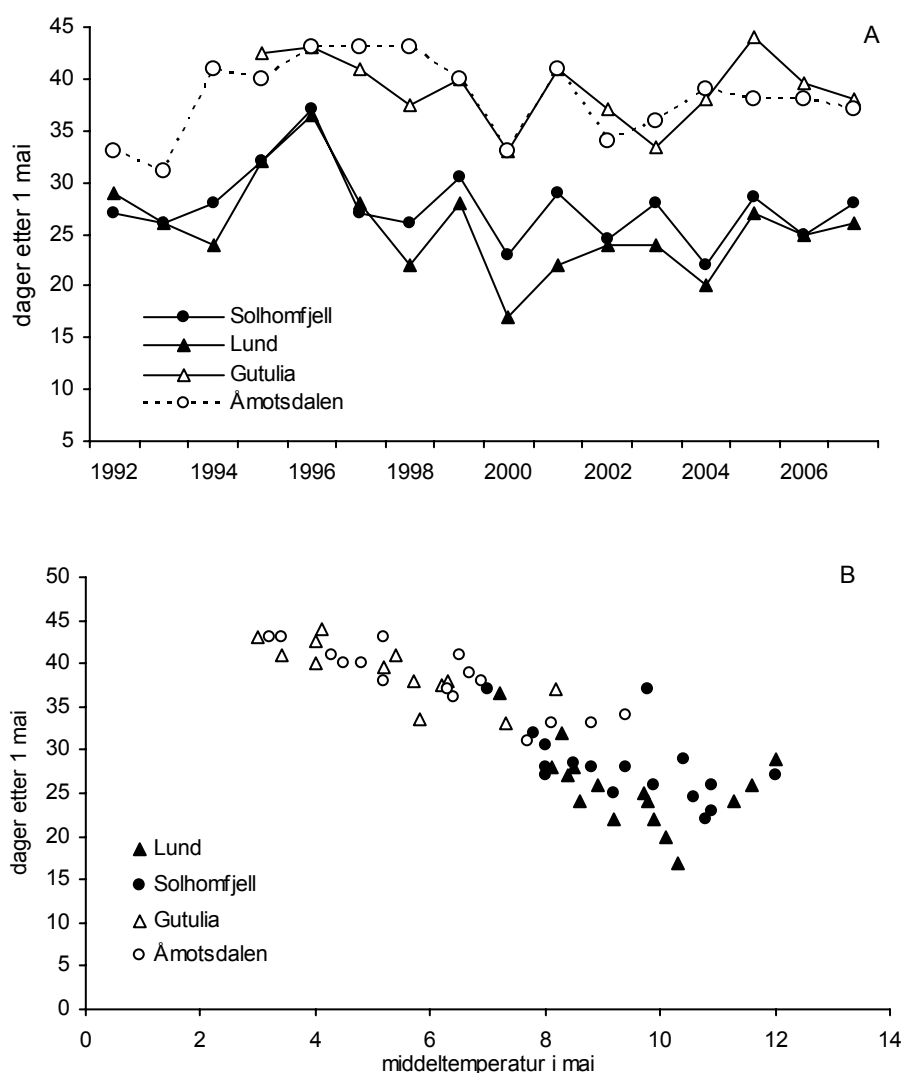 A
45
40
35
30
25
20
15
10
5
dager etter 1 mai
Solhomfjell
Lund
Gutulia
Åmotsdalen
1992 1994 1996 1998 2000 2002 2004 2006
B
50
45
40
35
30
25
20
15
10
5
0
dager etter 1 mai
Lund
Solhomfjell
Gutulia
Åmotsdalen
0 2 4 6 8 10 12 14
middeltemperatur i mai